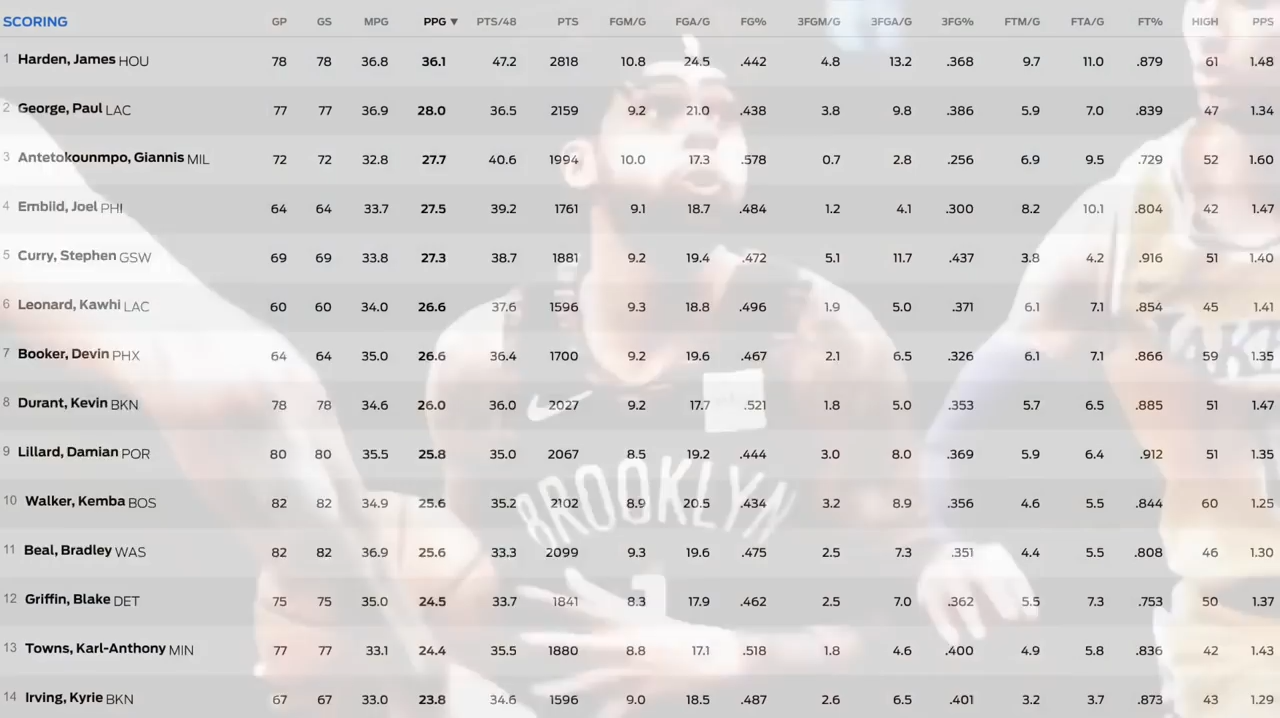 SCORING GP GS MPG PPG ▼ PTS/48 PTS FGM/G FGA/G FG% 3FGM/G 3FGA/G 3FG% FTM/G FTA/G FT% HIGH PPS
1 Harden, James HOU 78 78 36.8 36.1 47.2 2818 10.8 24.5 .442 4.8 13.2 .368 9.7 11.0 .879 61 1.48
2 George, Paul LAC 77 77 36.9 28.0 36.5 2159 9.2 21.0 .438 3.8 9.8 .386 5.9 7.0 .839 47 1.34
3 Antetokounmpo, Giannis MIL 72 72 32.8 27.7 40.6 1994 10.0 17.3 .578 0.7 2.8 .256 6.9 9.5 .729 52 1.60
4 Embiid, Joel PHI 64 64 33.7 27.5 39.2 1761 9.1 18.7 .484 1.2 4.1 .300 8.2 10.1 .804 42 1.47
5 Curry, Stephen GSW 69 69 33.8 27.3 38.7 1881 9.2 19.4 .472 5.1 11.7 .437 3.8 4.2 .916 51 1.40
6 Leonard, Kawhi LAC 60 60 34.0 26.6 37.6 1596 9.3 18.8 .496 1.9 5.0 .371 6.1 7.1 .854 45 1.41
7 Booker, Devin PHX 64 64 35.0 26.6 36.4 1700 9.2 19.6 .467 2.1 6.5 .326 6.1 7.1 .866 59 1.35
8 Durant, Kevin BKN 78 78 34.6 26.0 36.0 2027 9.2 17.7 .521 1.8 5.0 .353 5.7 6.5 .885 51 1.47
9 Lillard, Damian POR 80 80 35.5 25.8 35.0 2067 8.5 19.2 .444 3.0 8.0 .369 5.9 6.4 .912 51 1.35
10 Walker, Kemba BOS 82 82 34.9 25.6 35.2 2102 8.9 20.5 .434 3.2 8.9 .356 4.6 5.5 .844 60 1.25
BROOKLYN
11 Beal, Bradley WAS 82 82 36.9 25.6 33.3 2099 9.3 19.6 .475 2.5 7.3 .351 4.4 5.5 .808 46 1.30
12 Griffin, Blake DET 75 75 35.0 24.5 33.7 1841 8.3 17.9 .462 2.5 7.0 .362 5.5 7.3 .753 50 1.37
13 Towns, Karl-Anthony MIN 77 77 33.1 24.4 35.5 1880 8.8 17.1 .518 1.8 4.6 .400 4.9 5.8 .836 42 1.43
14 Irving, Kyrie BKN 67 67 33.0 23.8 34.6 1596 9.0 18.5 .487 2.6 6.5 .401 3.2 3.7 .873 43 1.29